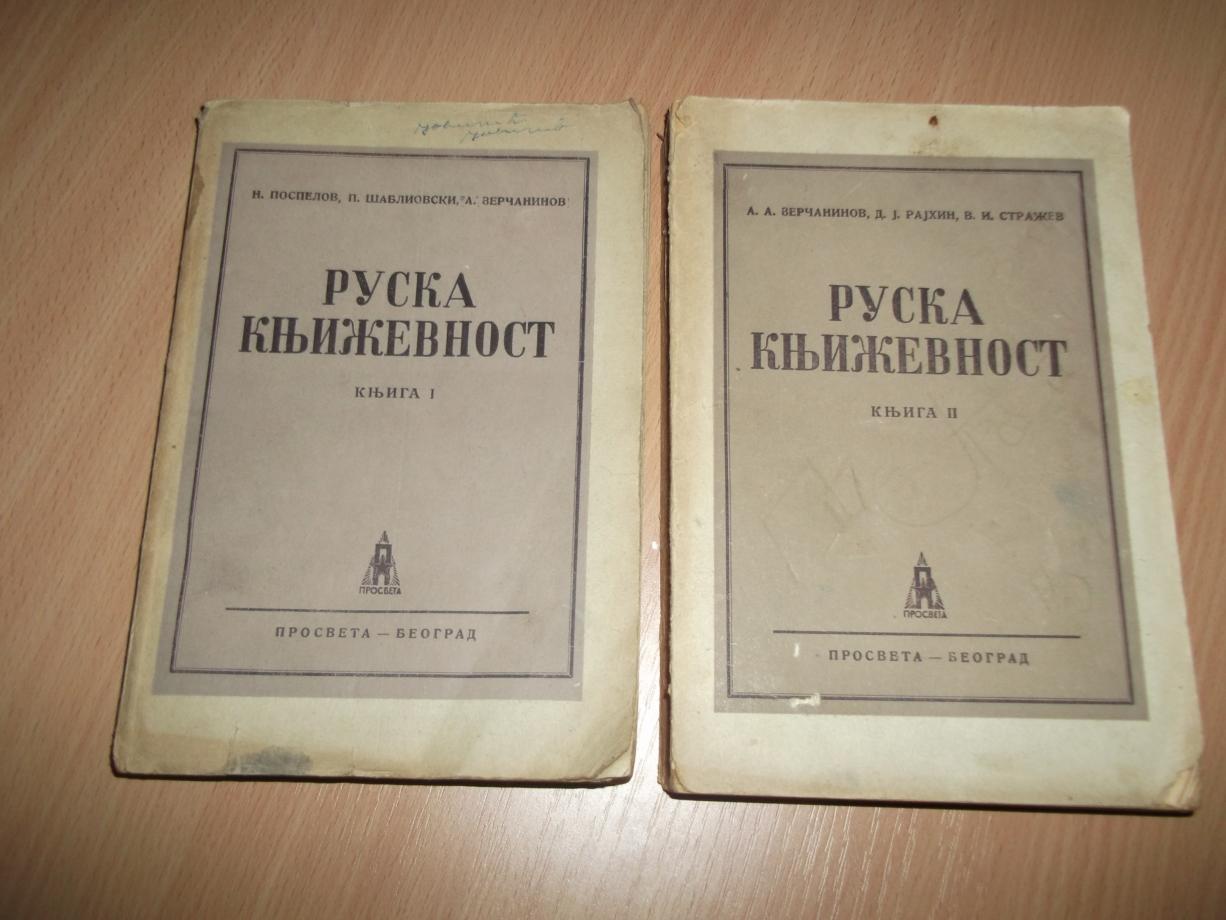 Н. ПОСПЕЛОВ, П. ШАБЛИОВСКИ, А. ЗЕРЧАНИНОВ
РУСКА
КЊИЖЕВНОСТ
КЊИГА I
ПРОСВЕТА
ПРОСВЕТА — БЕОГРАД
А. А. ЗЕРЧАНИНОВ, Д. Ј. РАЈХИН, В. И. СТРАЖЕВ
РУСКА
КЊИЖЕВНОСТ
КЊИГА II
ПРОСВЕТА
ПРОСВЕТА — БЕОГРАД